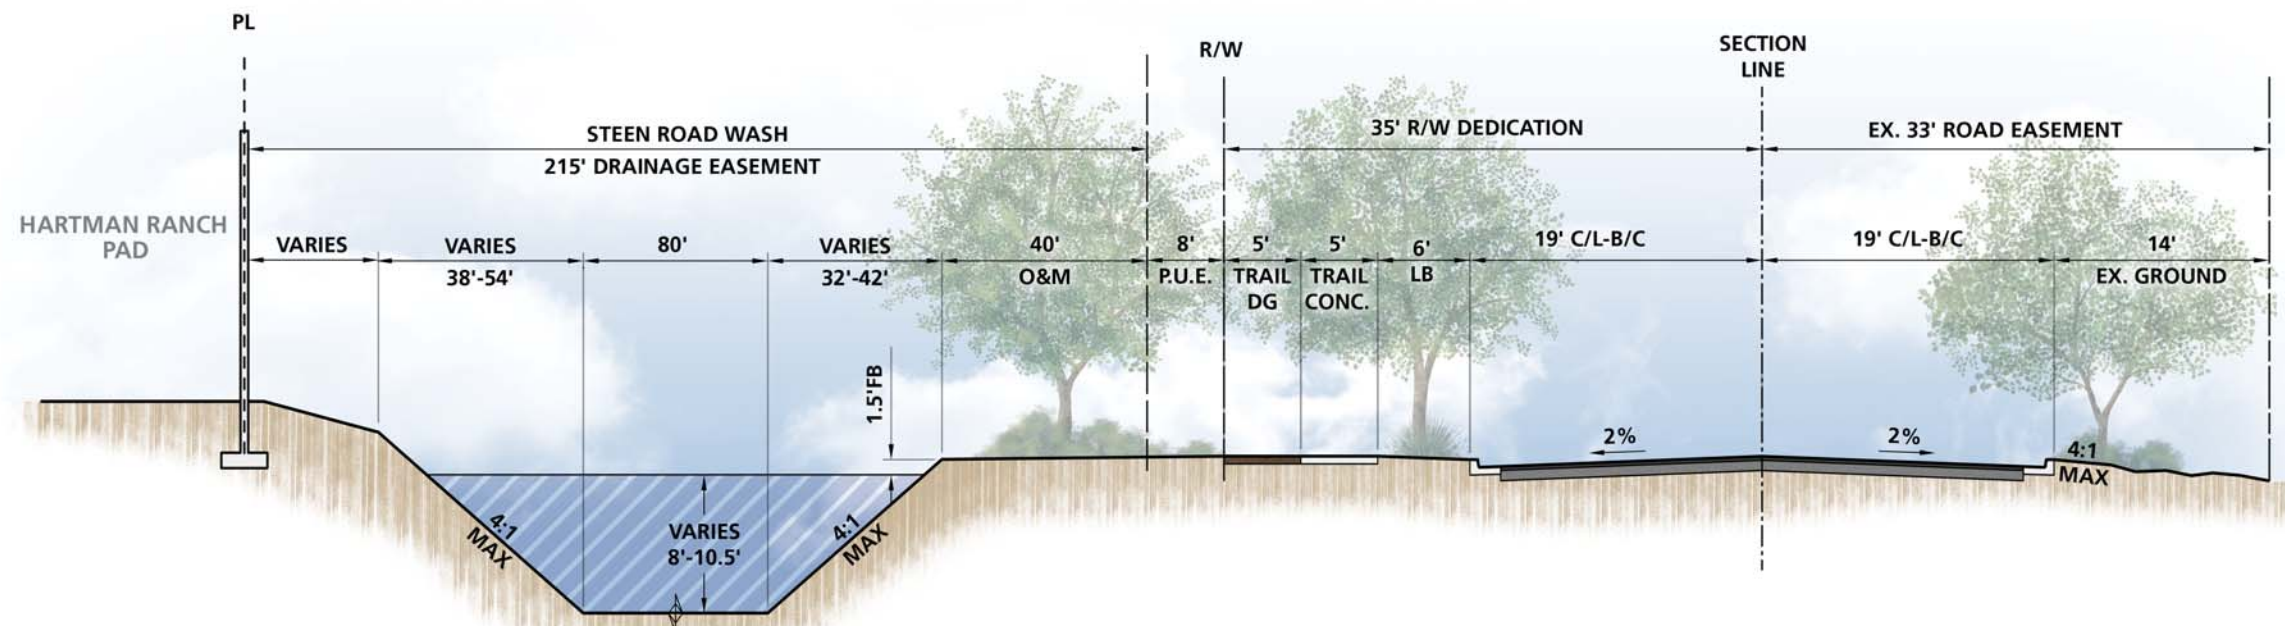 PL
R/W
SECTION
LINE
STEEN ROAD WASH
215' DRAINAGE EASEMENT
35' R/W DEDICATION
EX. 33' ROAD EASEMENT
HARTMAN RANCH
PAD
VARIES
VARIES
38'-54'
80'
VARIES
32'-42'
40'
O&M
8'
P.U.E.
5'
TRAIL
DG
5'
TRAIL
CONC.
6'
LB
19' C/L-B/C
19' C/L-B/C
14'
EX. GROUND
1.5'FB
2%
2%
4:1
MAX
4:1
MAX
VARIES
8'-10.5'
4:1
MAX